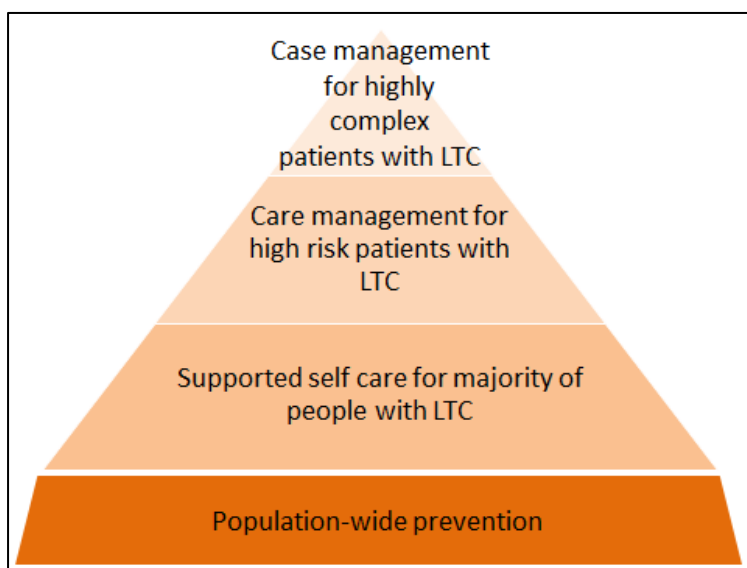 Case management
for highly
complex
patients with LTC
Care management for
high risk patients with
LTC
Supported self care for majority of
people with LTC
Population-wide prevention